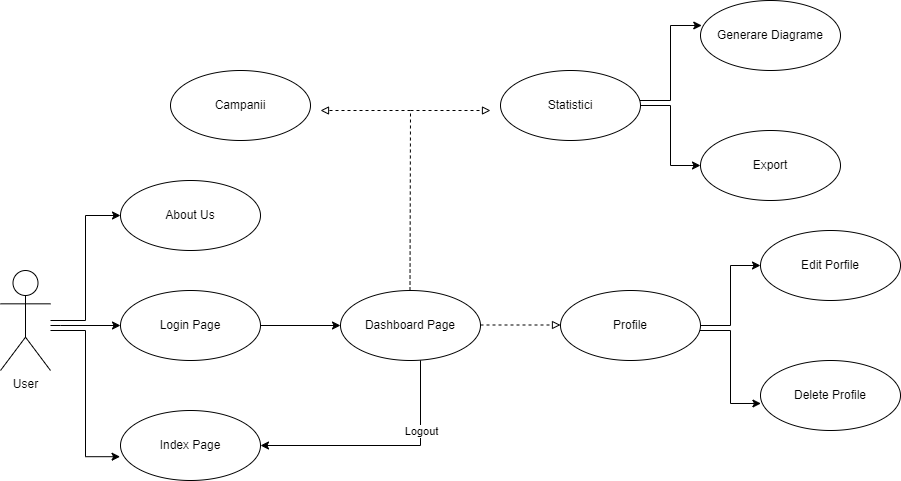 Generare Diagrame
Campanii
Statistici
Export
About Us
Edit Porfile
Login Page
Dashboard Page
Profile
User
Delete Profile
Logout
Index Page